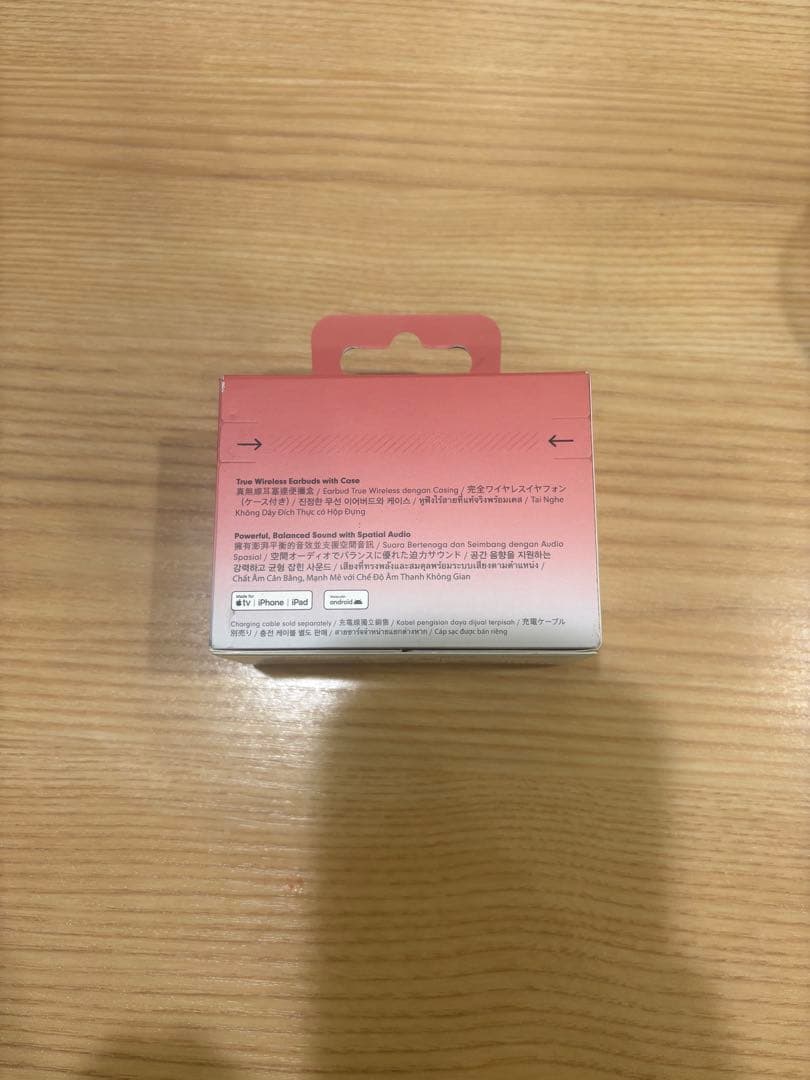 True Wireless Earbuds with Case
真無線耳塞連便攜盒 / Earbud True Wireless dengan Casing / 完全ワイヤレスイヤフォン
(ケース付き) / 진정한 무선 이어버드와 케이스 / หูฟังไร้สายที่แท้จริงพร้อมเคส / Tai Nghe
Không Dây Đích Thực có Hộp Đựng
Powerful, Balanced Sound with Spatial Audio
擁有澎湃平衡的音效並支援空間音訊 / Suara Bertenaga dan Seimbang dengan Audio
Spasial / 空間オーディオでバランスに優れた迫力サウンド / 공간 음향을 지원하는
강력하고 균형 잡힌 사운드 / เสียงที่ทรงพลังและสมดุลพร้อมระบบเสียงตามตำแหน่ง /
Chất Âm Cân Bằng, Mạnh Mẽ với Chế Độ Âm Thanh Không Gian
Made for
tv | iPhone | iPad
android
Charging cable sold separately / 充電線獨立銷售 / Kabel pengisian daya dijual terpisah / 充電ケーブル
別売り / 충전 케이블 별도 판매 / สายชาร์จจำหน่ายแยกต่างหาก / Cáp sạc được bán riêng